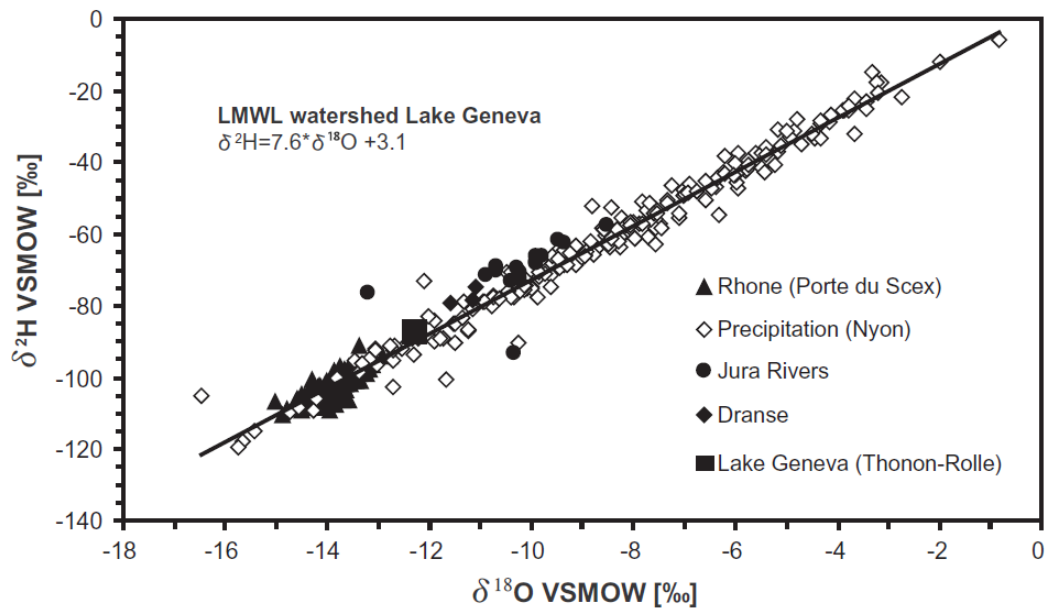 0
-20
-40
-60
-80
-100
-120
-140
δ²H VSMOW [‰]
LMWL watershed Lake Geneva
δ²H=7.6*δ¹⁸O +3.1
Rhone (Porte du Scex)
Precipitation (Nyon)
Jura Rivers
Dranse
Lake Geneva (Thonon-Rolle)
-18 -16 -14 -12 -10 -8 -6 -4 -2 0
δ¹⁸O VSMOW [‰]